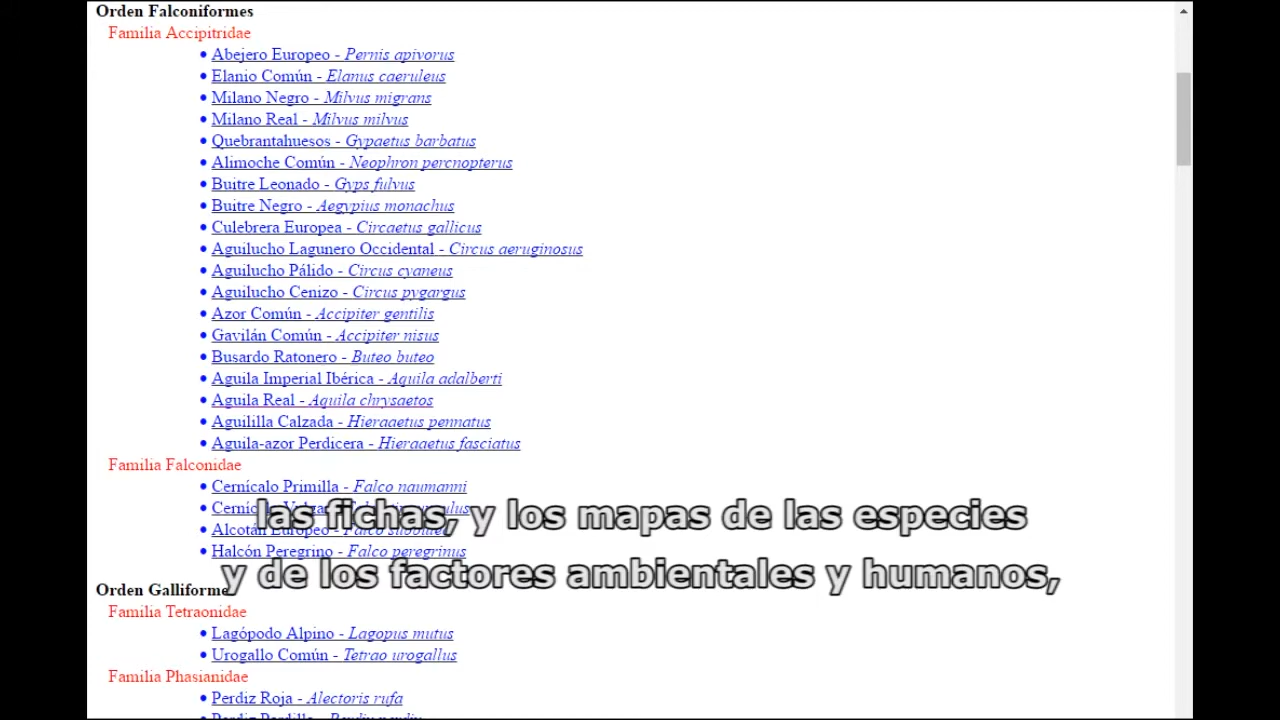 Orden Falconiformes
Familia Accipitridae
• Abejero Europeo - Pernis apivorus
• Elanio Común - Elanus caeruleus
• Milano Negro - Milvus migrans
• Milano Real - Milvus milvus
• Quebrantahuesos - Gypaetus barbatus
• Alimoche Común - Neophron percnopterus
• Buitre Leonado - Gyps fulvus
• Buitre Negro - Aegypius monachus
• Culebrera Europea - Circaetus gallicus
• Aguilucho Lagunero Occidental - Circus aeruginosus
• Aguilucho Pálido - Circus cyaneus
• Aguilucho Cenizo - Circus pygargus
• Azor Común - Accipiter gentilis
• Gavilán Común - Accipiter nisus
• Busardo Ratonero - Buteo buteo
• Aguila Imperial Ibérica - Aquila adalberti
• Aguila Real - Aquila chrysaetos
• Aguililla Calzada - Hieraaetus pennatus
• Aguila-azor Perdicera - Hieraaetus fasciatus
Familia Falconidae
• Cernícalo Primilla - Falco naumanni
las fichas, y los mapas de las especies
• Alcotán Europeo - Falco subbuteo
• Halcón Peregrino - Falco peregrinus
y de los factores ambientales y humanos,
Orden Galliformes
Familia Tetraonidae
• Lagópodo Alpino - Lagopus mutus
• Urogallo Común - Tetrao urogallus
Familia Phasianidae
• Perdiz Roja - Alectoris rufa